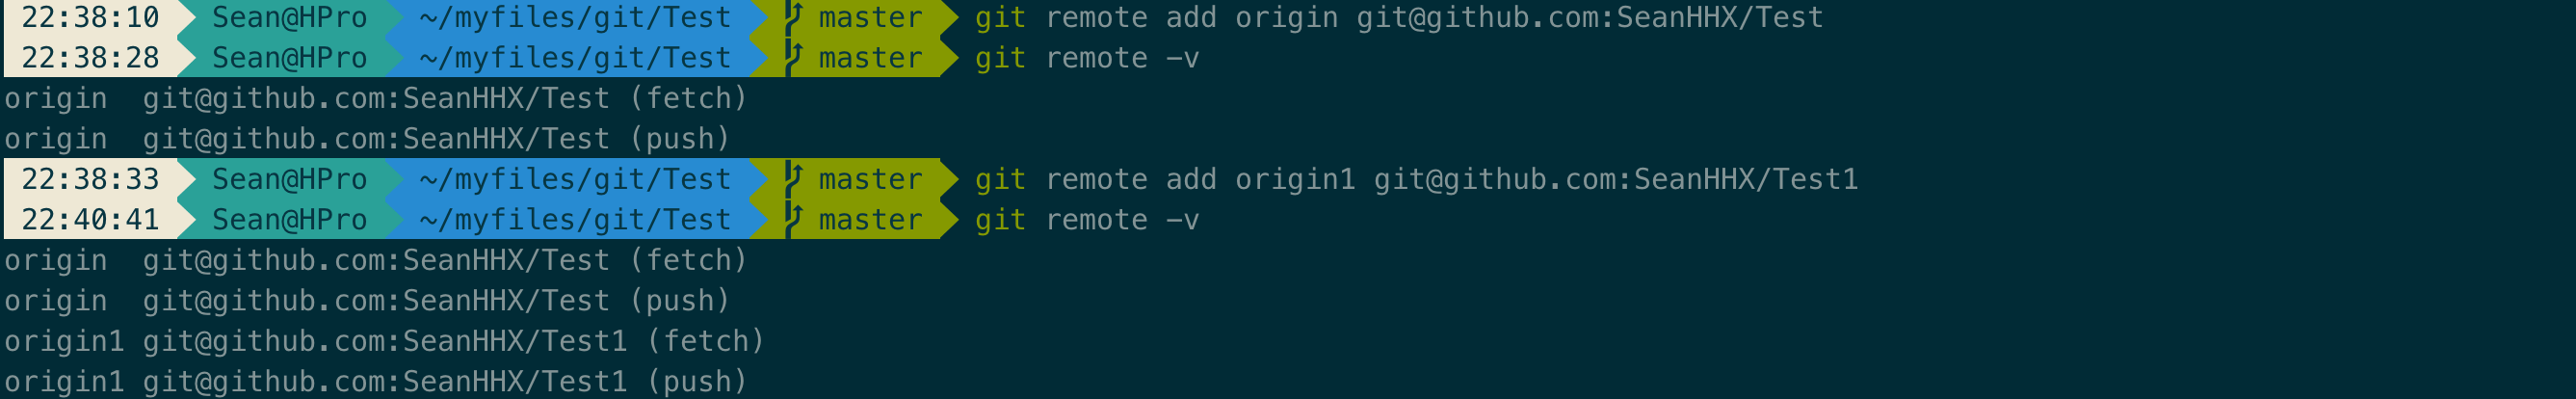 22:38:10 Sean@HPro ~/myfiles/git/Test master git remote add origin git@github.com:SeanHHX/Test
22:38:28 Sean@HPro ~/myfiles/git/Test master git remote -v
origin  git@github.com:SeanHHX/Test (fetch)
origin  git@github.com:SeanHHX/Test (push)
22:38:33 Sean@HPro ~/myfiles/git/Test master git remote add origin1 git@github.com:SeanHHX/Test1
22:40:41 Sean@HPro ~/myfiles/git/Test master git remote -v
origin  git@github.com:SeanHHX/Test (fetch)
origin  git@github.com:SeanHHX/Test (push)
origin1 git@github.com:SeanHHX/Test1 (fetch)
origin1 git@github.com:SeanHHX/Test1 (push)